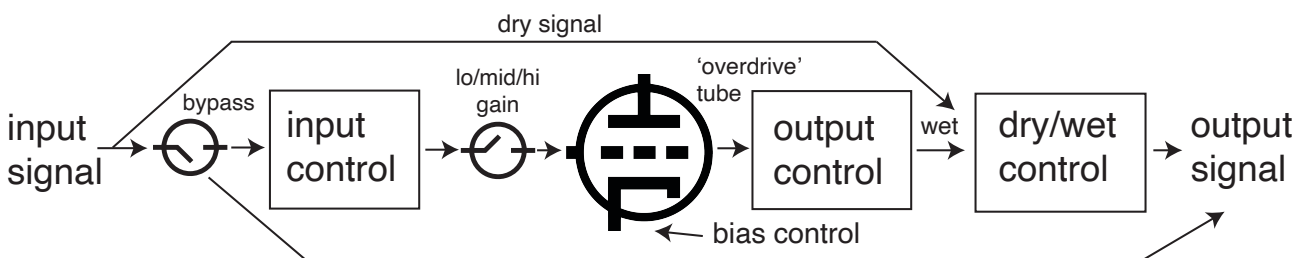 dry signal
input
signal
bypass
input
control
lo/mid/hi
gain
‘overdrive’
tube
bias control
output
control
wet
dry/wet
control
output
signal